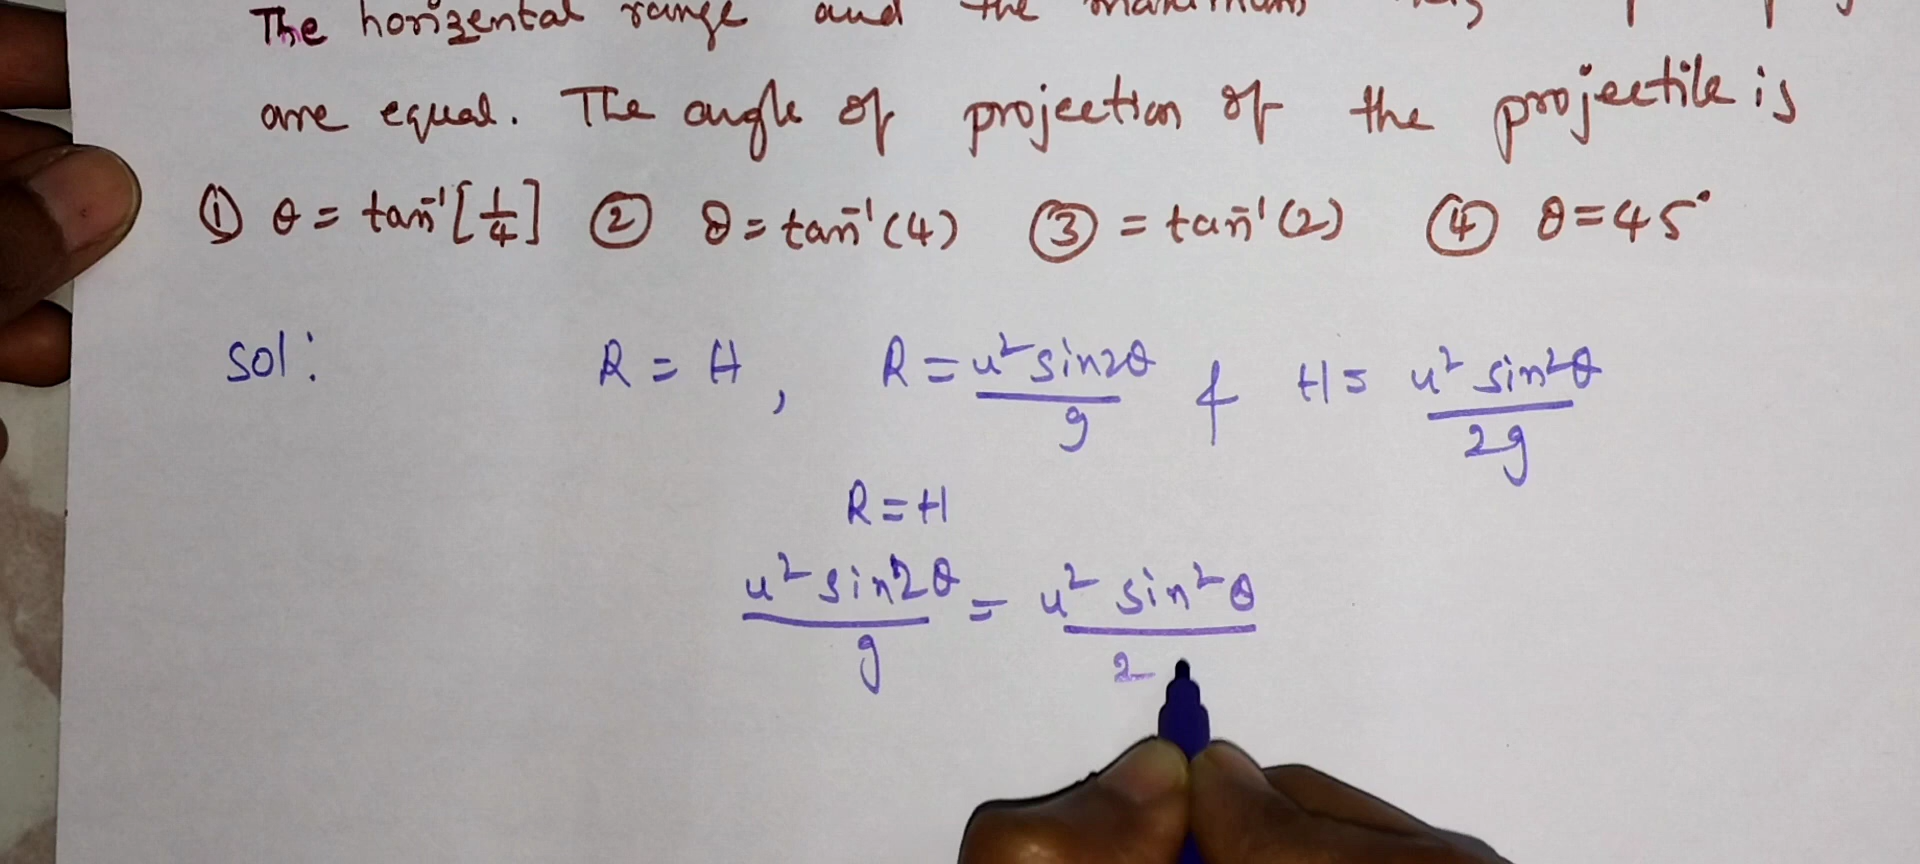 The horizental range and the maximum
are equal. The angle of projection of the projectile is
① θ = tan⁻¹[1/4] ② θ = tan⁻¹(4) ③ = tan⁻¹(2) ④ θ = 45°
Sol: R = H, R = u² sin2θ / g & H = u² sin²θ / 2g
R = H
u² sin2θ / g = u² sin²θ / 2